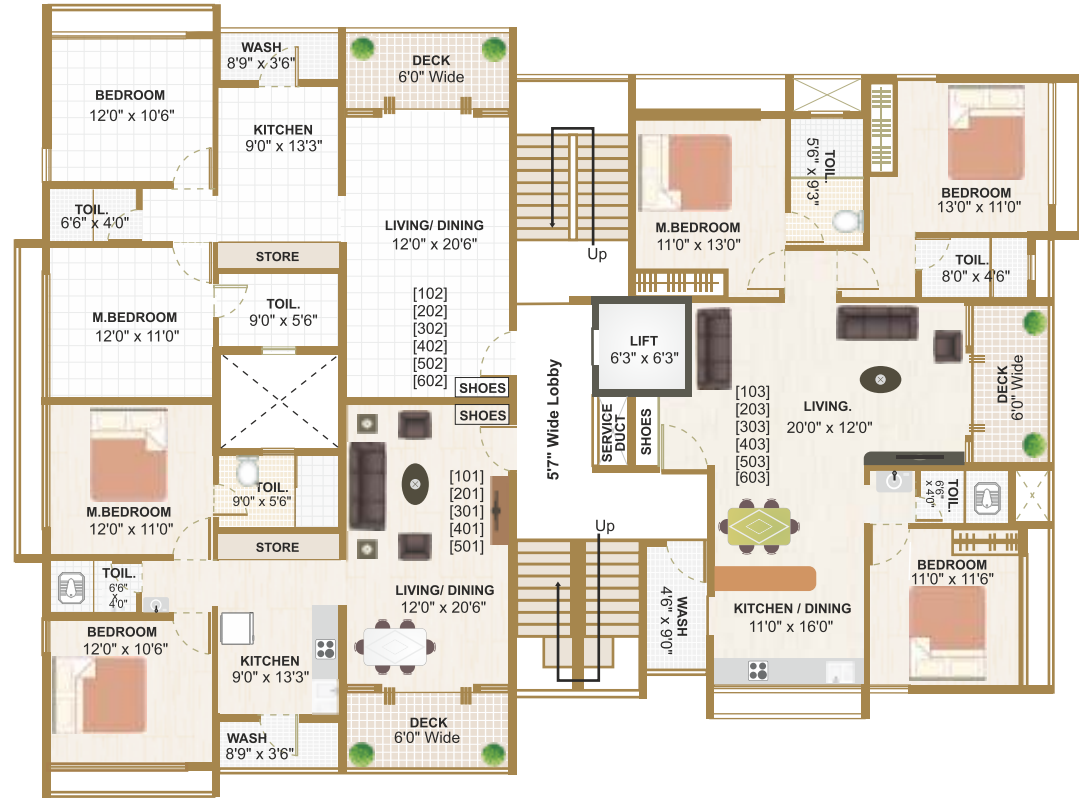 WASH
8'9" x 3'6"
DECK
6'0" Wide
BEDROOM
12'0" x 10'6"
KITCHEN
9'0" x 13'3"
TOIL.
6'6" x 4'0"
LIVING/ DINING
12'0" x 20'6"
STORE
M.BEDROOM
12'0" x 11'0"
TOIL.
9'0" x 5'6"
[102]
[202]
[302]
[402]
[502]
[602]
SHOES
Up
M.BEDROOM
11'0" x 13'0"
TOIL.
5'6" x 9'3"
BEDROOM
13'0" x 11'0"
TOIL.
8'0" x 4'6"
LIFT
6'3" x 6'3"
5'7" Wide Lobby
SERVICE
DUCT
SHOES
[103]
[203]
[303]
[403]
[503]
[603]
LIVING.
20'0" x 12'0"
DECK
6'0" Wide
SHOES
M.BEDROOM
12'0" x 11'0"
TOIL.
9'0" x 5'6"
STORE
[101]
[201]
[301]
[401]
[501]
LIVING/ DINING
12'0" x 20'6"
TOIL.
6'6"
x
4'0"
BEDROOM
12'0" x 10'6"
KITCHEN
9'0" x 13'3"
WASH
8'9" x 3'6"
DECK
6'0" Wide
Up
WASH
4'6" x 9'0"
KITCHEN / DINING
11'0" x 16'0"
TOIL.
6'6"
x 4'0"
BEDROOM
11'0" x 11'6"